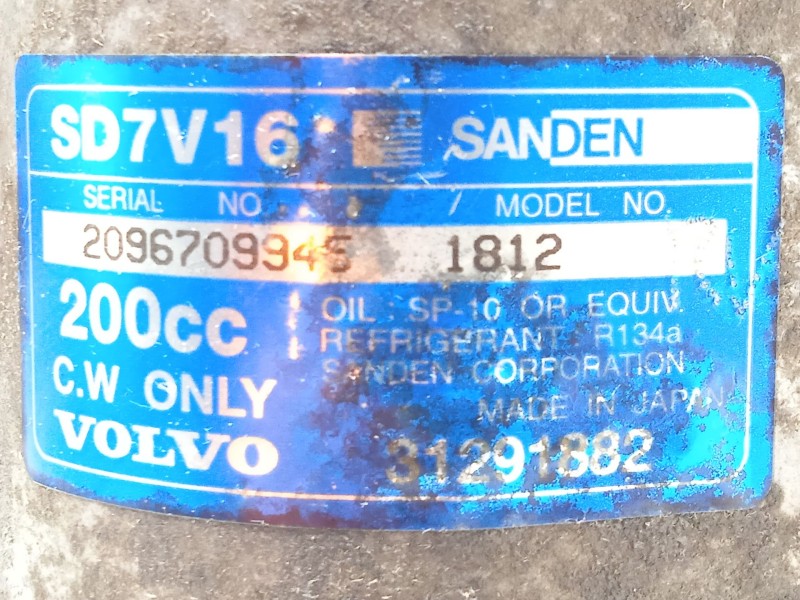 SD7V16 SANDEN
SERIAL NO. / MODEL NO.
2096709945 1812
200cc OIL : SP-10 OR EQUIV.
REFRIGERANT R134a
C.W ONLY SANDEN CORPORATION
MADE IN JAPAN
VOLVO 31291882